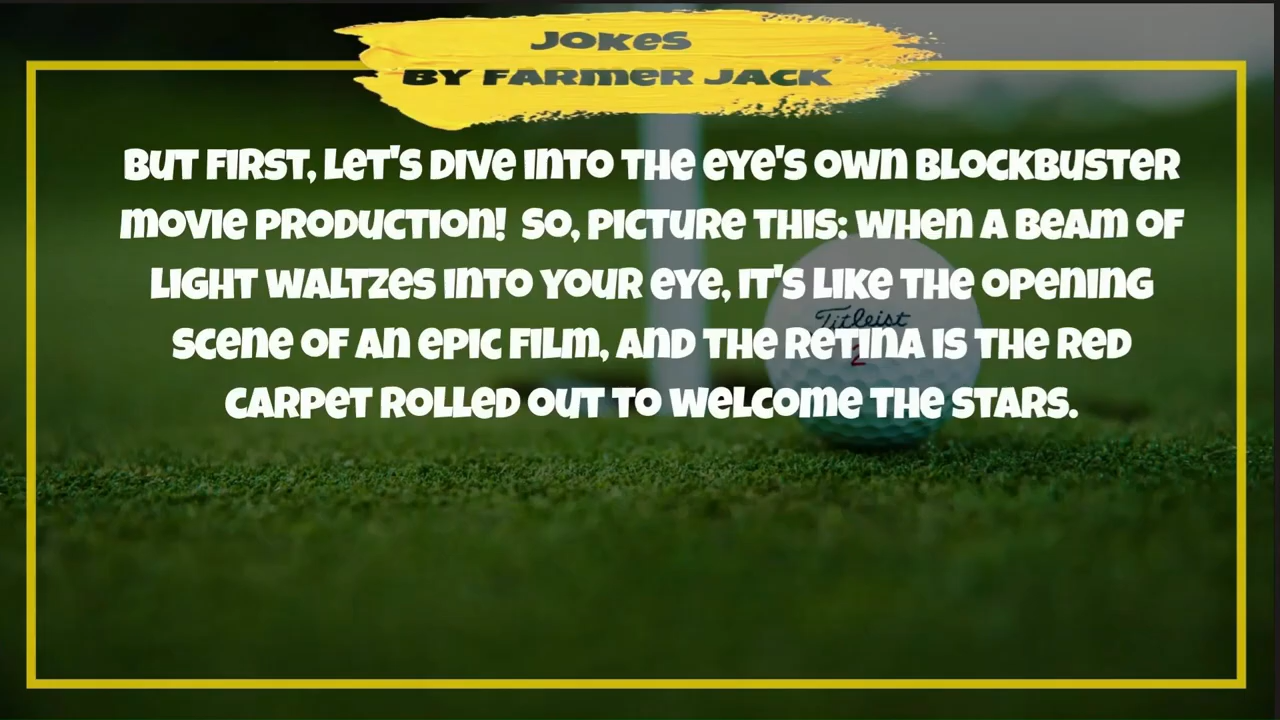 JOKES
BY FARMER JACK
BUT FIRST, LET'S DIVE INTO THE EYE'S OWN BLOCKBUSTER
MOVIE PRODUCTION! SO, PICTURE THIS: WHEN A BEAM OF
LIGHT WALTZES INTO YOUR EYE, IT'S LIKE THE OPENING
SCENE OF AN EPIC FILM, AND THE RETINA IS THE RED
CARPET ROLLED OUT TO WELCOME THE STARS.
Titleist
2